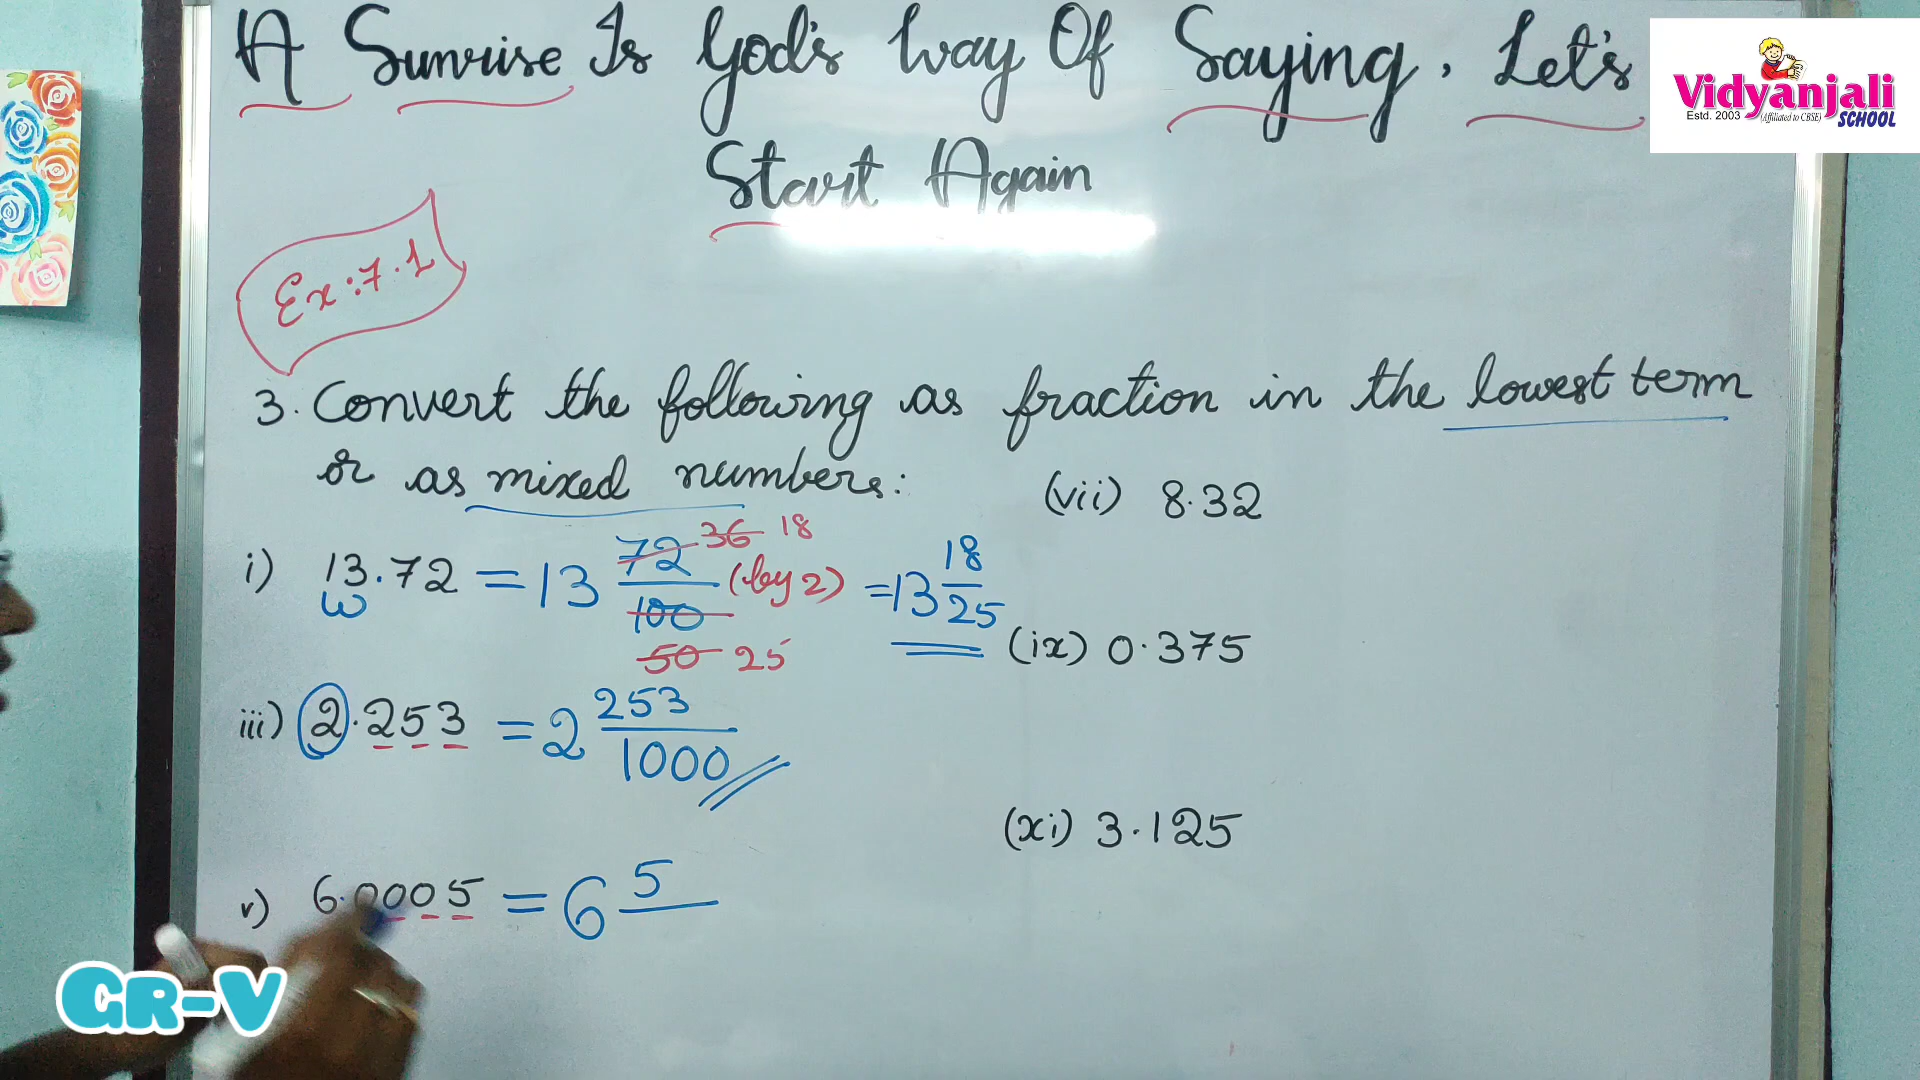 A Sunrise Is God's Way Of Saying, Let's
Start Again
Vidyanjali
Estd. 2003 (Affiliated to CBSE) SCHOOL
Ex:7.1
3. Convert the following as fraction in the lowest term
or as mixed numbers:
i) 13.72 = 13 72/100 36 18 (by 2) 50 25 = 13 18/25
W
iii) 2.253 = 2 253/1000
v) 6.0005 = 6 5
(vii) 8.32
(ix) 0.375
(xi) 3.125
GR-V